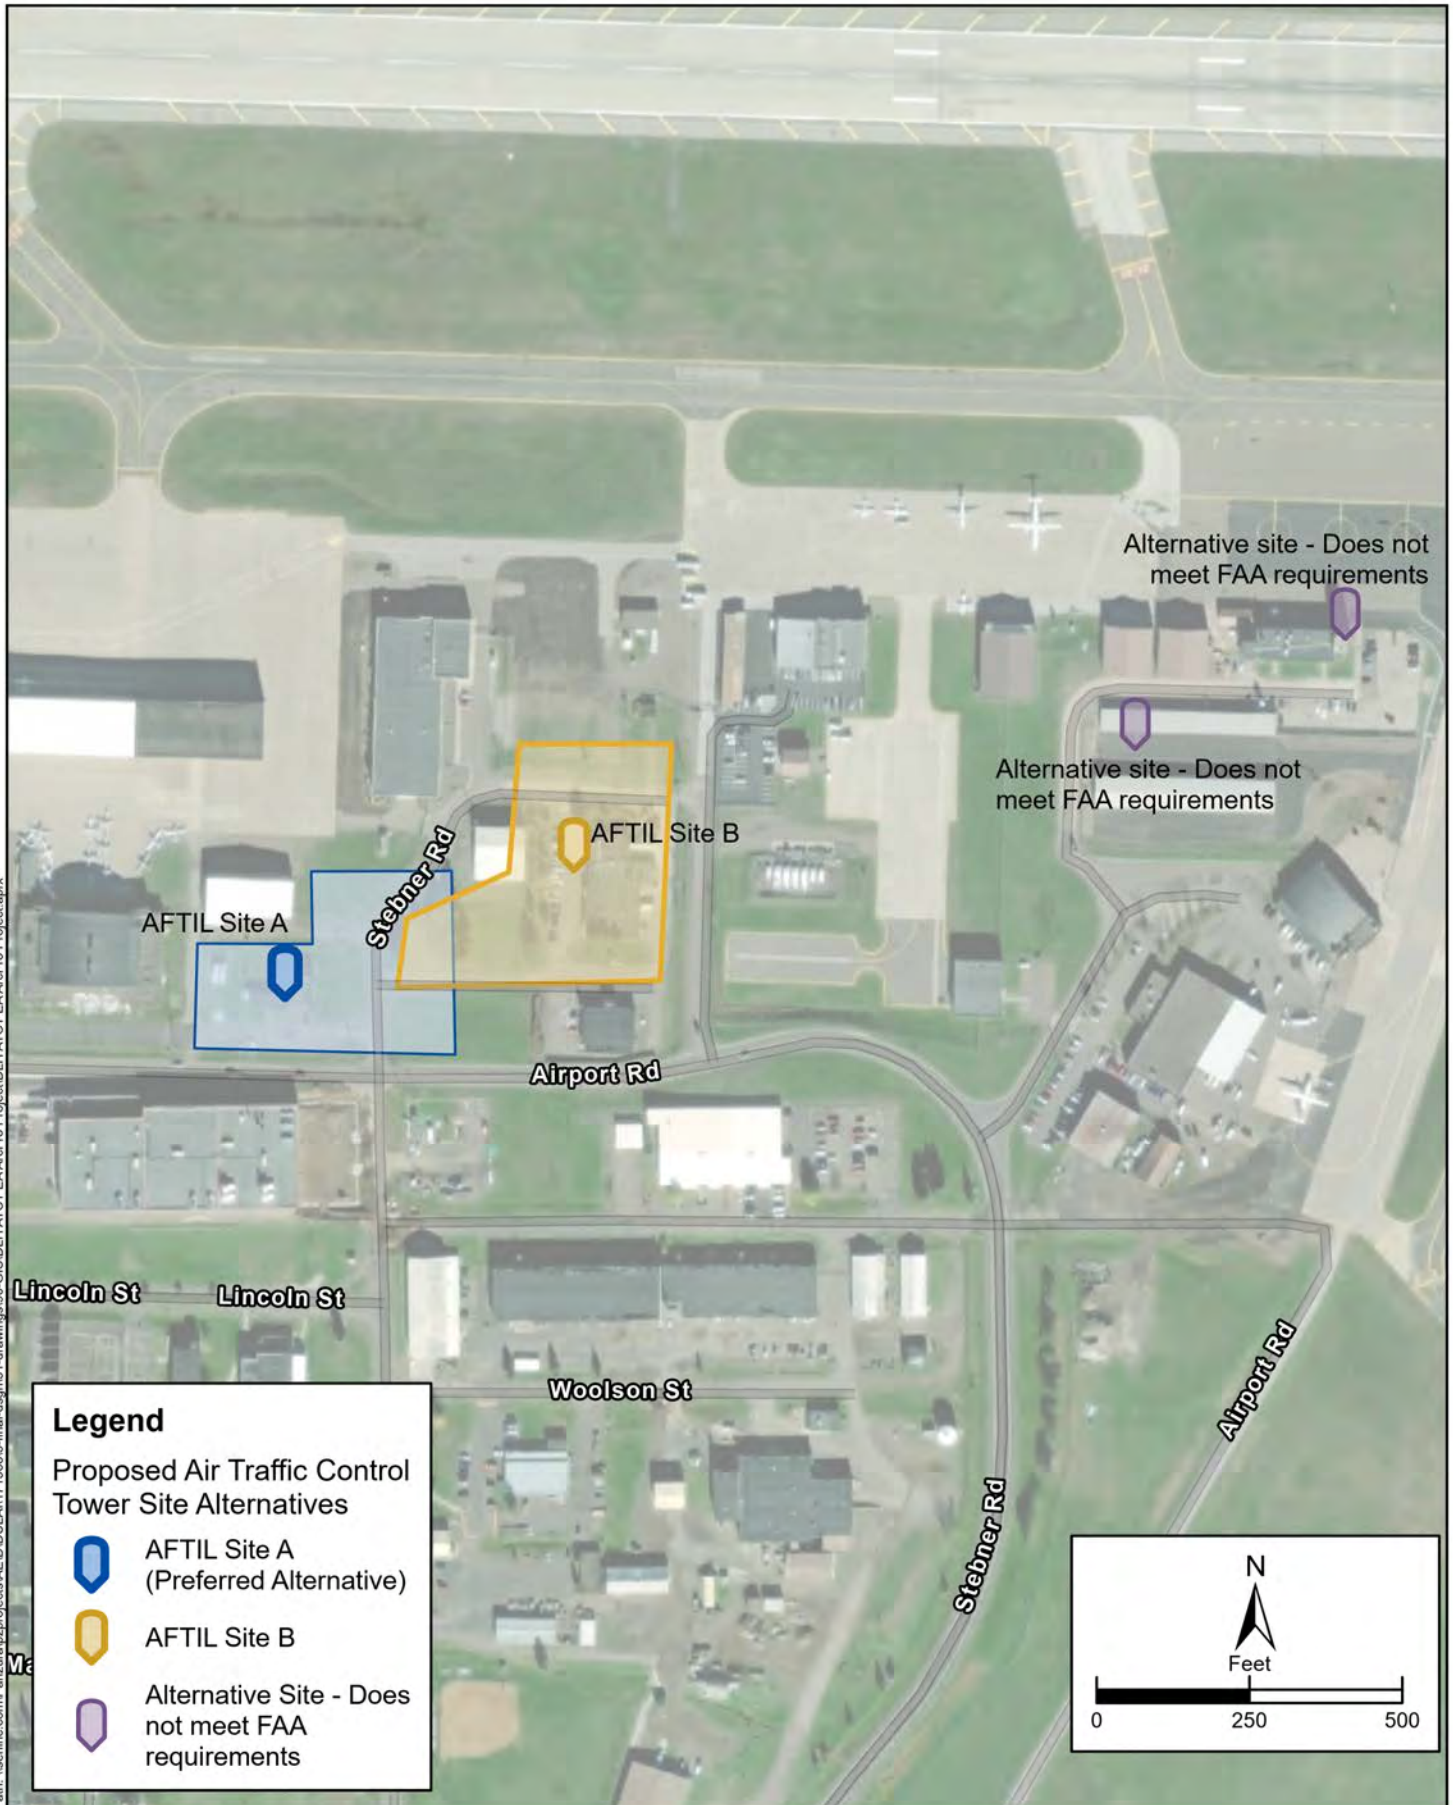 Alternative site - Does not
meet FAA requirements
Alternative site - Does not
meet FAA requirements
AFTIL Site B
Stebner Rd
AFTIL Site A
Airport Rd
Lincoln St
Lincoln St
Woolson St
Airport Rd
Stebner Rd
Legend
Proposed Air Traffic Control
Tower Site Alternatives
AFTIL Site A
(Preferred Alternative)
AFTIL Site B
Alternative Site - Does
not meet FAA
requirements
N
Feet
0 250 500